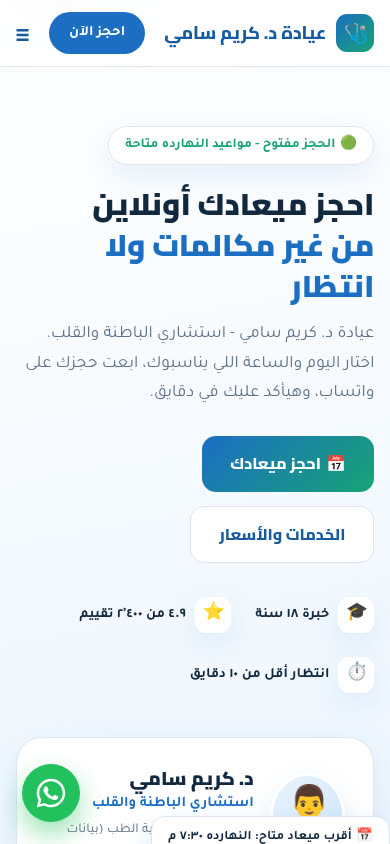 عيادة د. كريم سامي
احجز الآن
الحجز مفتوح - مواعيد النهارده متاحة
احجز ميعادك أونلاين
من غير مكالمات ولا
انتظار
عيادة د. كريم سامي - استشاري الباطنة والقلب.
اختار اليوم والساعة اللي يناسبوك، ابعت حجزك على
واتساب، وهيأكد عليك في دقايق.
احجز ميعادك
الخدمات والأسعار
خبرة ١٨ سنة
٤.٩ من ٢٬٤٠٠ تقييم
انتظار أقل من ١٠ دقايق
د. كريم سامي
استشاري الباطنة والقلب
الطب (بيانات
أقرب ميعاد متاح: النهارده ٧:٣٠ م